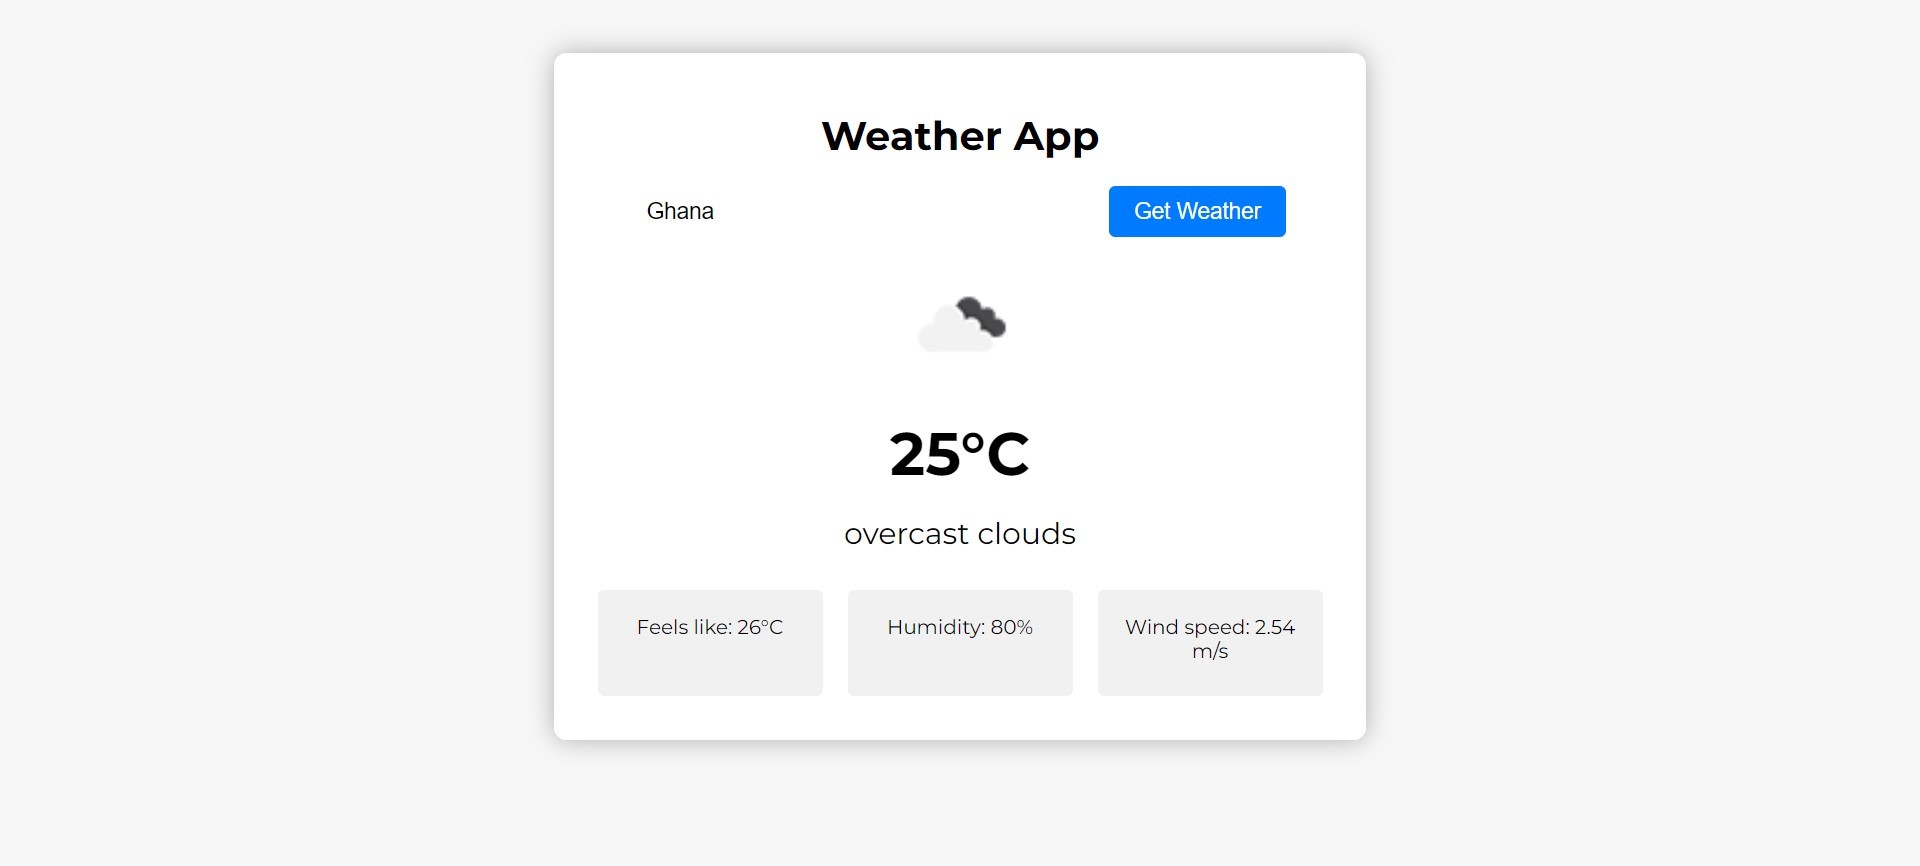 Weather App
Ghana
Get Weather
25°C
overcast clouds
Feels like: 26°C
Humidity: 80%
Wind speed: 2.54
m/s